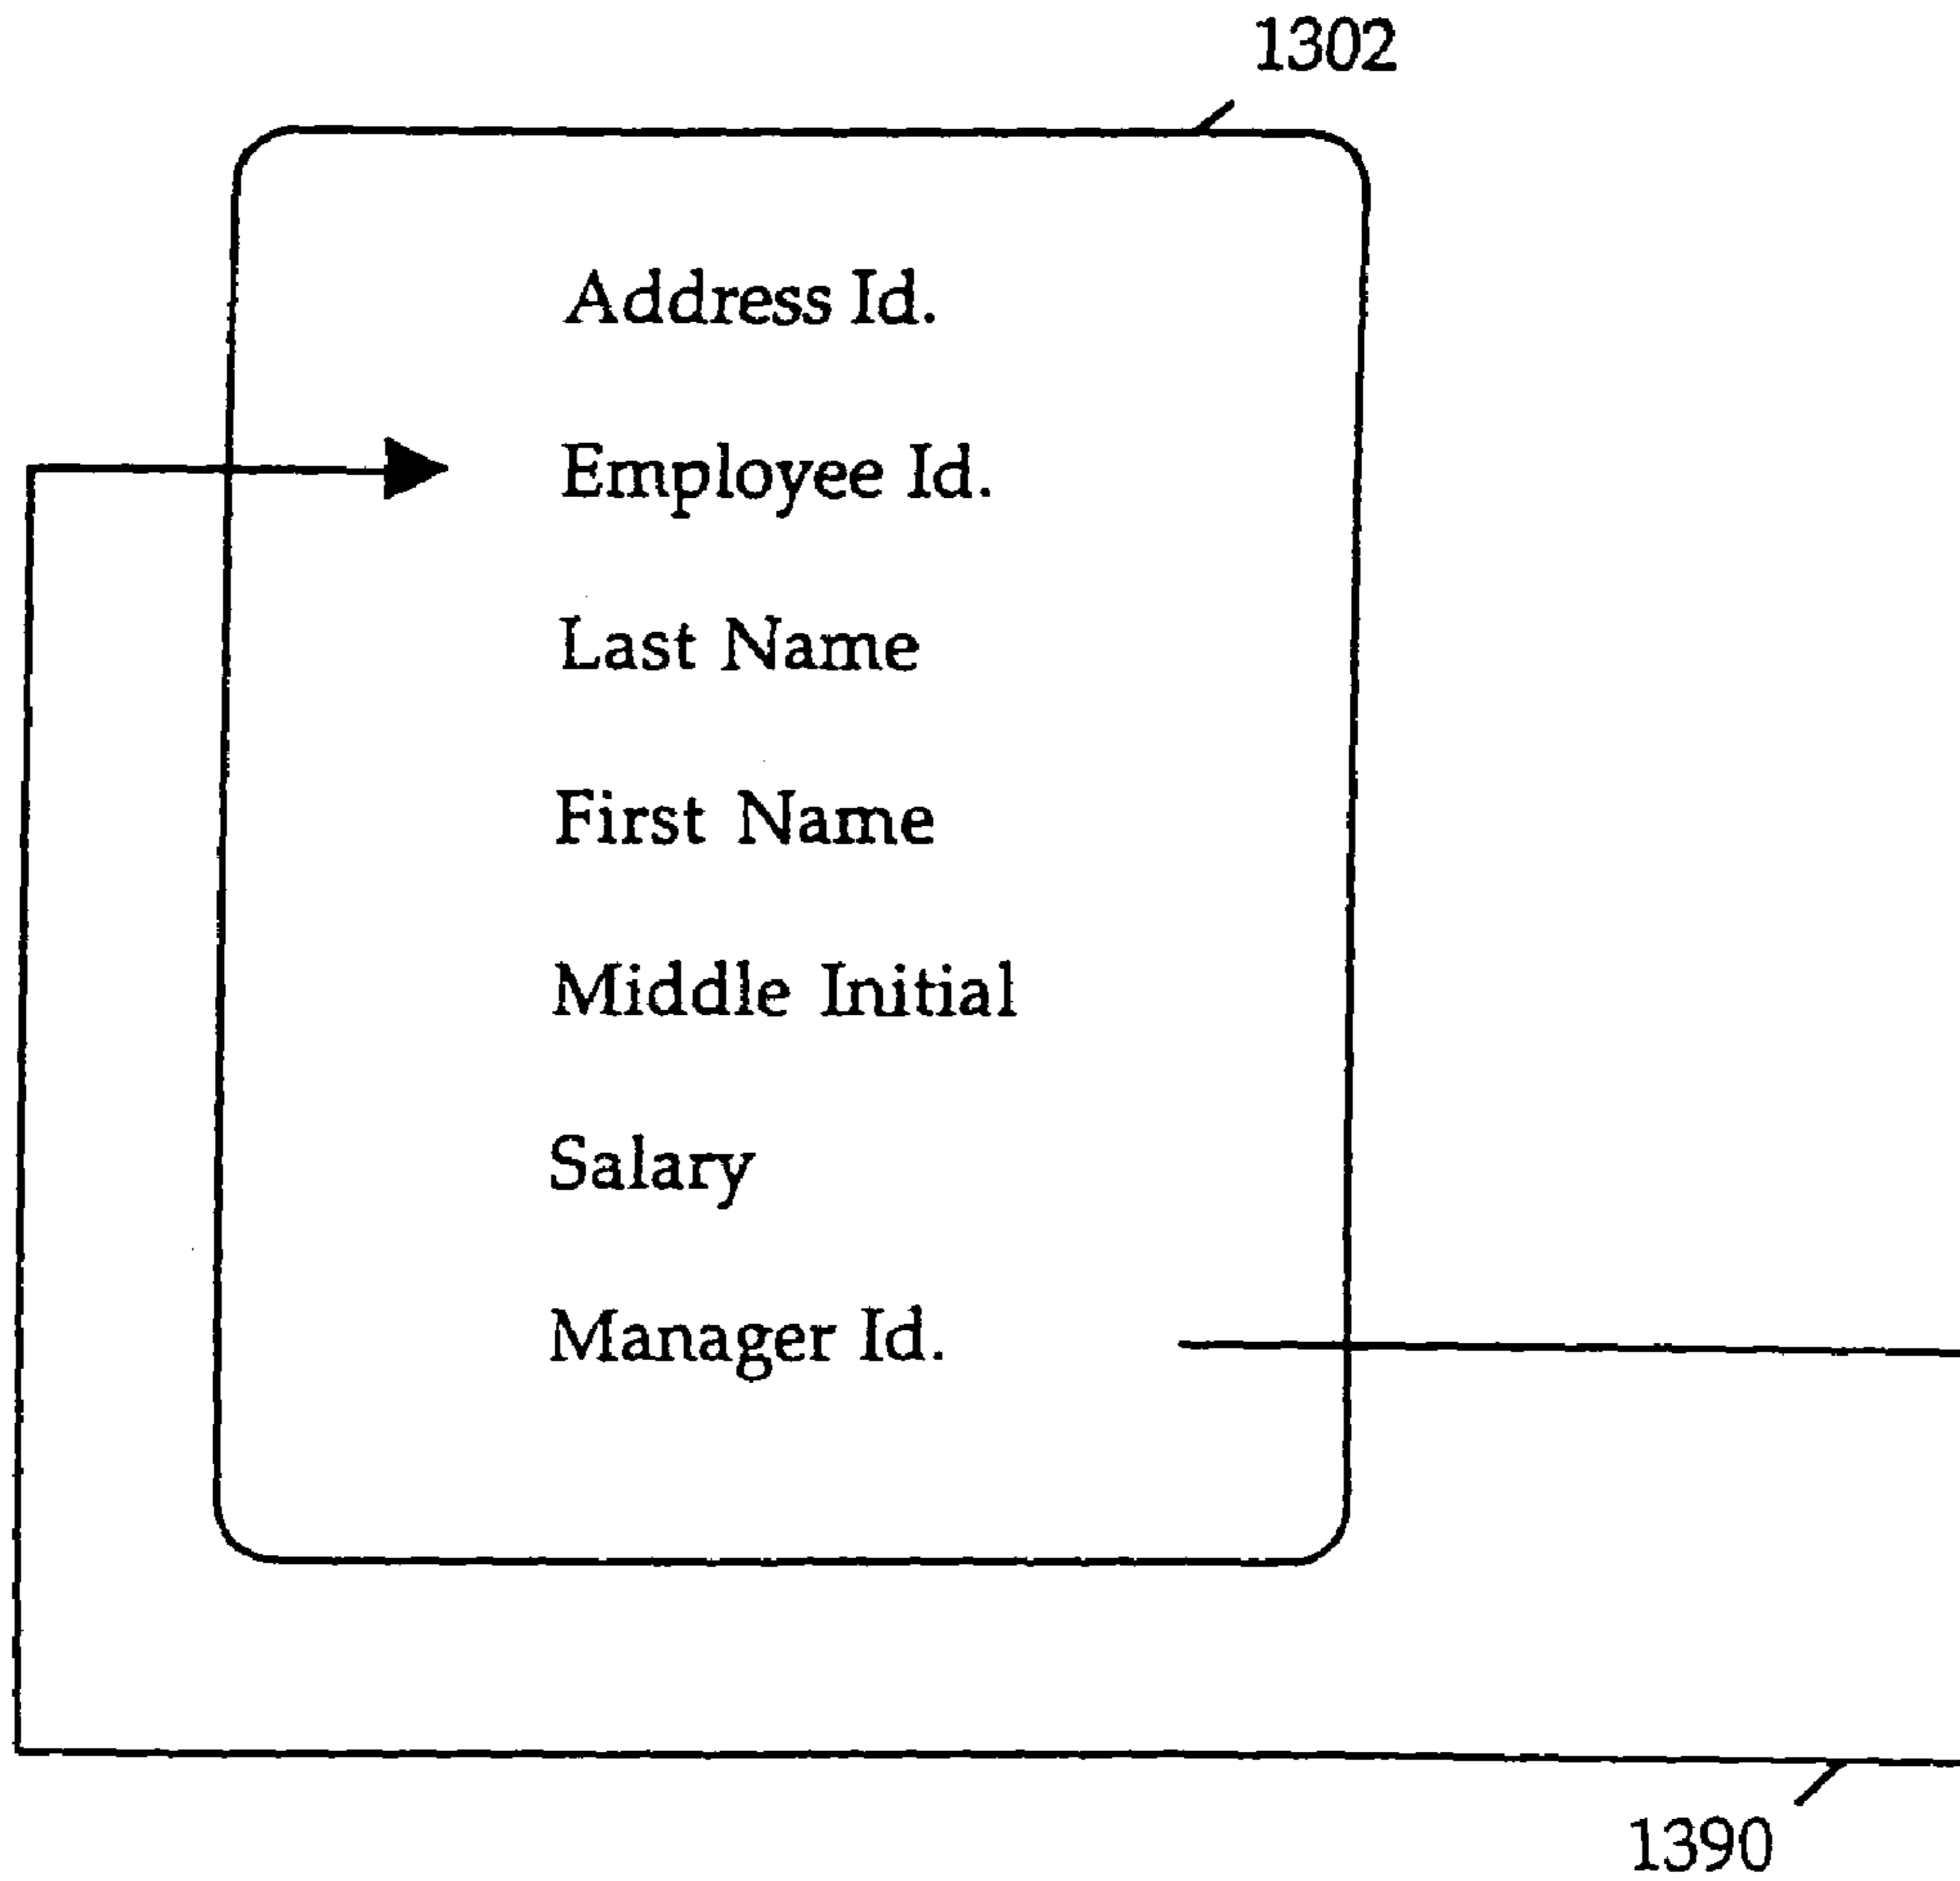 1302
Address Id.
Employee Id.
Last Name
First Name
Middle Initial
Salary
Manager Id.
1390